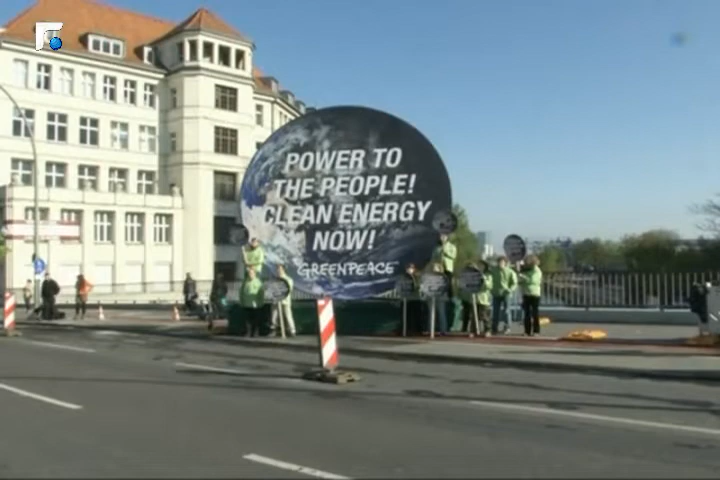 POWER TO
THE PEOPLE!
CLEAN ENERGY
NOW!
GREENPEACE